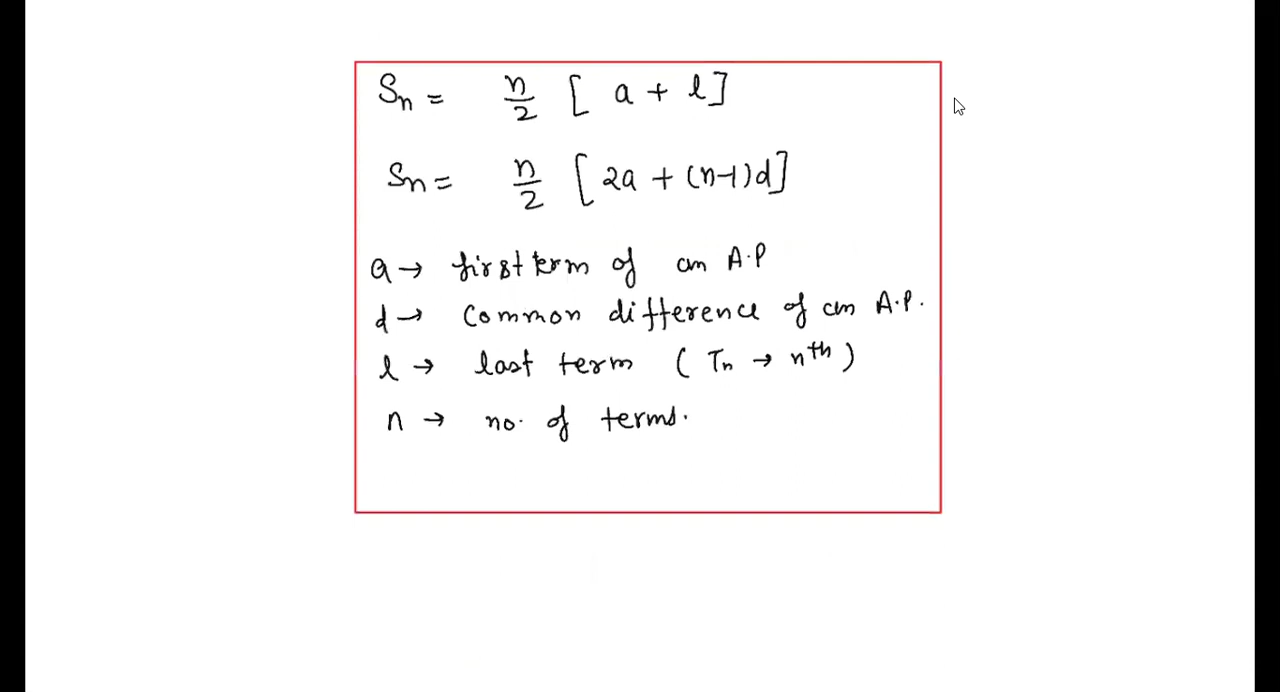 Sn = n/2 [ a + l ]
Sn = n/2 [ 2a + (n-1)d ]
a → first term of an A.P
d → common difference of an A.P.
l → last term ( Tn → nth )
n → no. of terms.